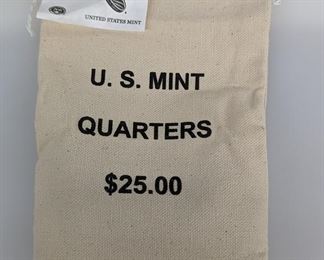 UNITED STATES MINT
U. S. MINT
QUARTERS
$25.00